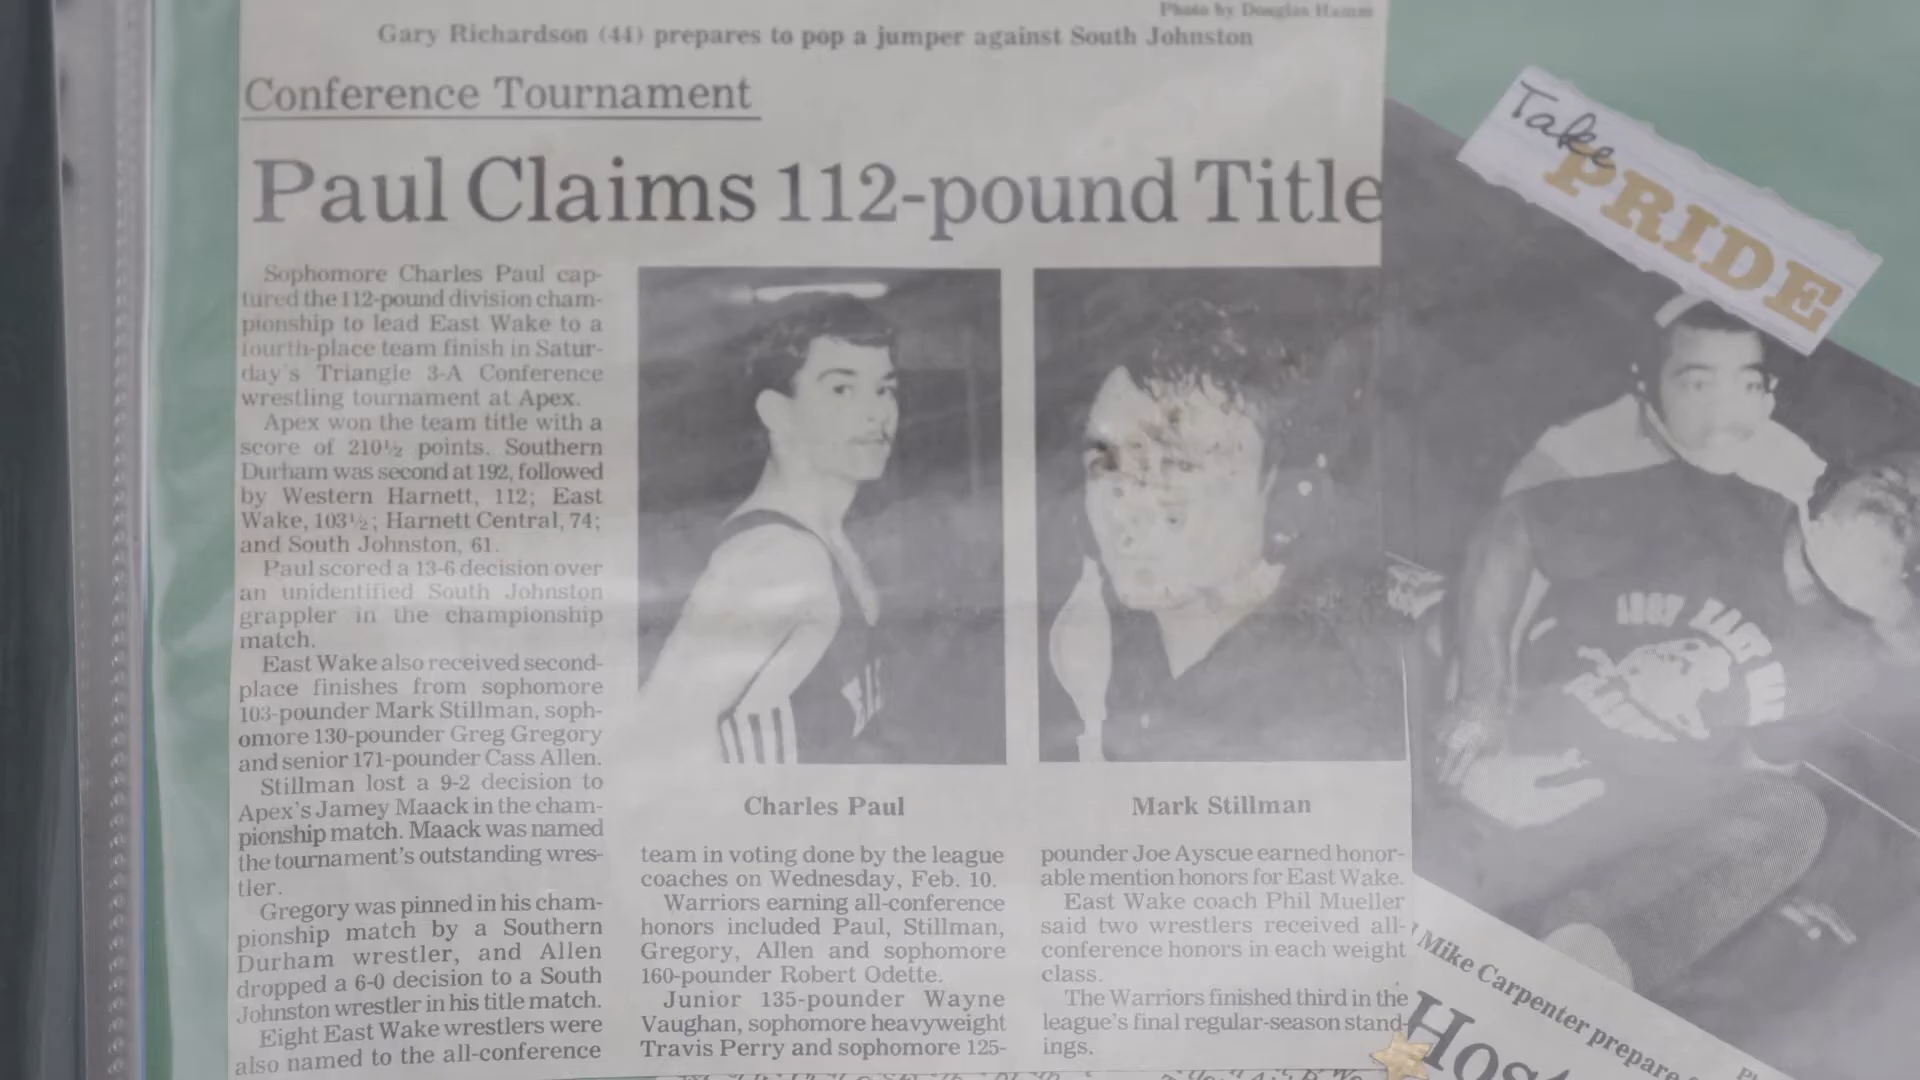 Photo by Douglas Hamm
Gary Richardson (44) prepares to pop a jumper against South Johnston
Conference Tournament
Paul Claims 112-pound Title
Sophomore Charles Paul cap-
tured the 112-pound division cham-
pionship to lead East Wake to a
fourth-place team finish in Satur-
day's Triangle 3-A Conference
wrestling tournament at Apex.
Apex won the team title with a
score of 210½ points. Southern
Durham was second at 192, followed
by Western Harnett, 112; East
Wake, 103½; Harnett Central, 74;
and South Johnston, 61.
Paul scored a 13-6 decision over
an unidentified South Johnston
grappler in the championship
match.
East Wake also received second-
place finishes from sophomore
103-pounder Mark Stillman, soph-
omore 130-pounder Greg Gregory
and senior 171-pounder Cass Allen.
Stillman lost a 9-2 decision to
Apex's Jamey Maack in the cham-
pionship match. Maack was named
the tournament's outstanding wres-
tler.
Gregory was pinned in his cham-
pionship match by a Southern
Durham wrestler, and Allen
dropped a 6-0 decision to a South
Johnston wrestler in his title match.
Eight East Wake wrestlers were
also named to the all-conference
Charles Paul
team in voting done by the league
coaches on Wednesday, Feb. 10.
Warriors earning all-conference
honors included Paul, Stillman,
Gregory, Allen and sophomore
160-pounder Robert Odette.
Junior 135-pounder Wayne
Vaughan, sophomore heavyweight
Travis Perry and sophomore 125-
Mark Stillman
pounder Joe Ayscue earned honor-
able mention honors for East Wake.
East Wake coach Phil Mueller
said two wrestlers received all-
conference honors in each weight
class.
The Warriors finished third in the
league's final regular-season stand-
ings.
Take
PRIDE
Mike Carpenter prepare